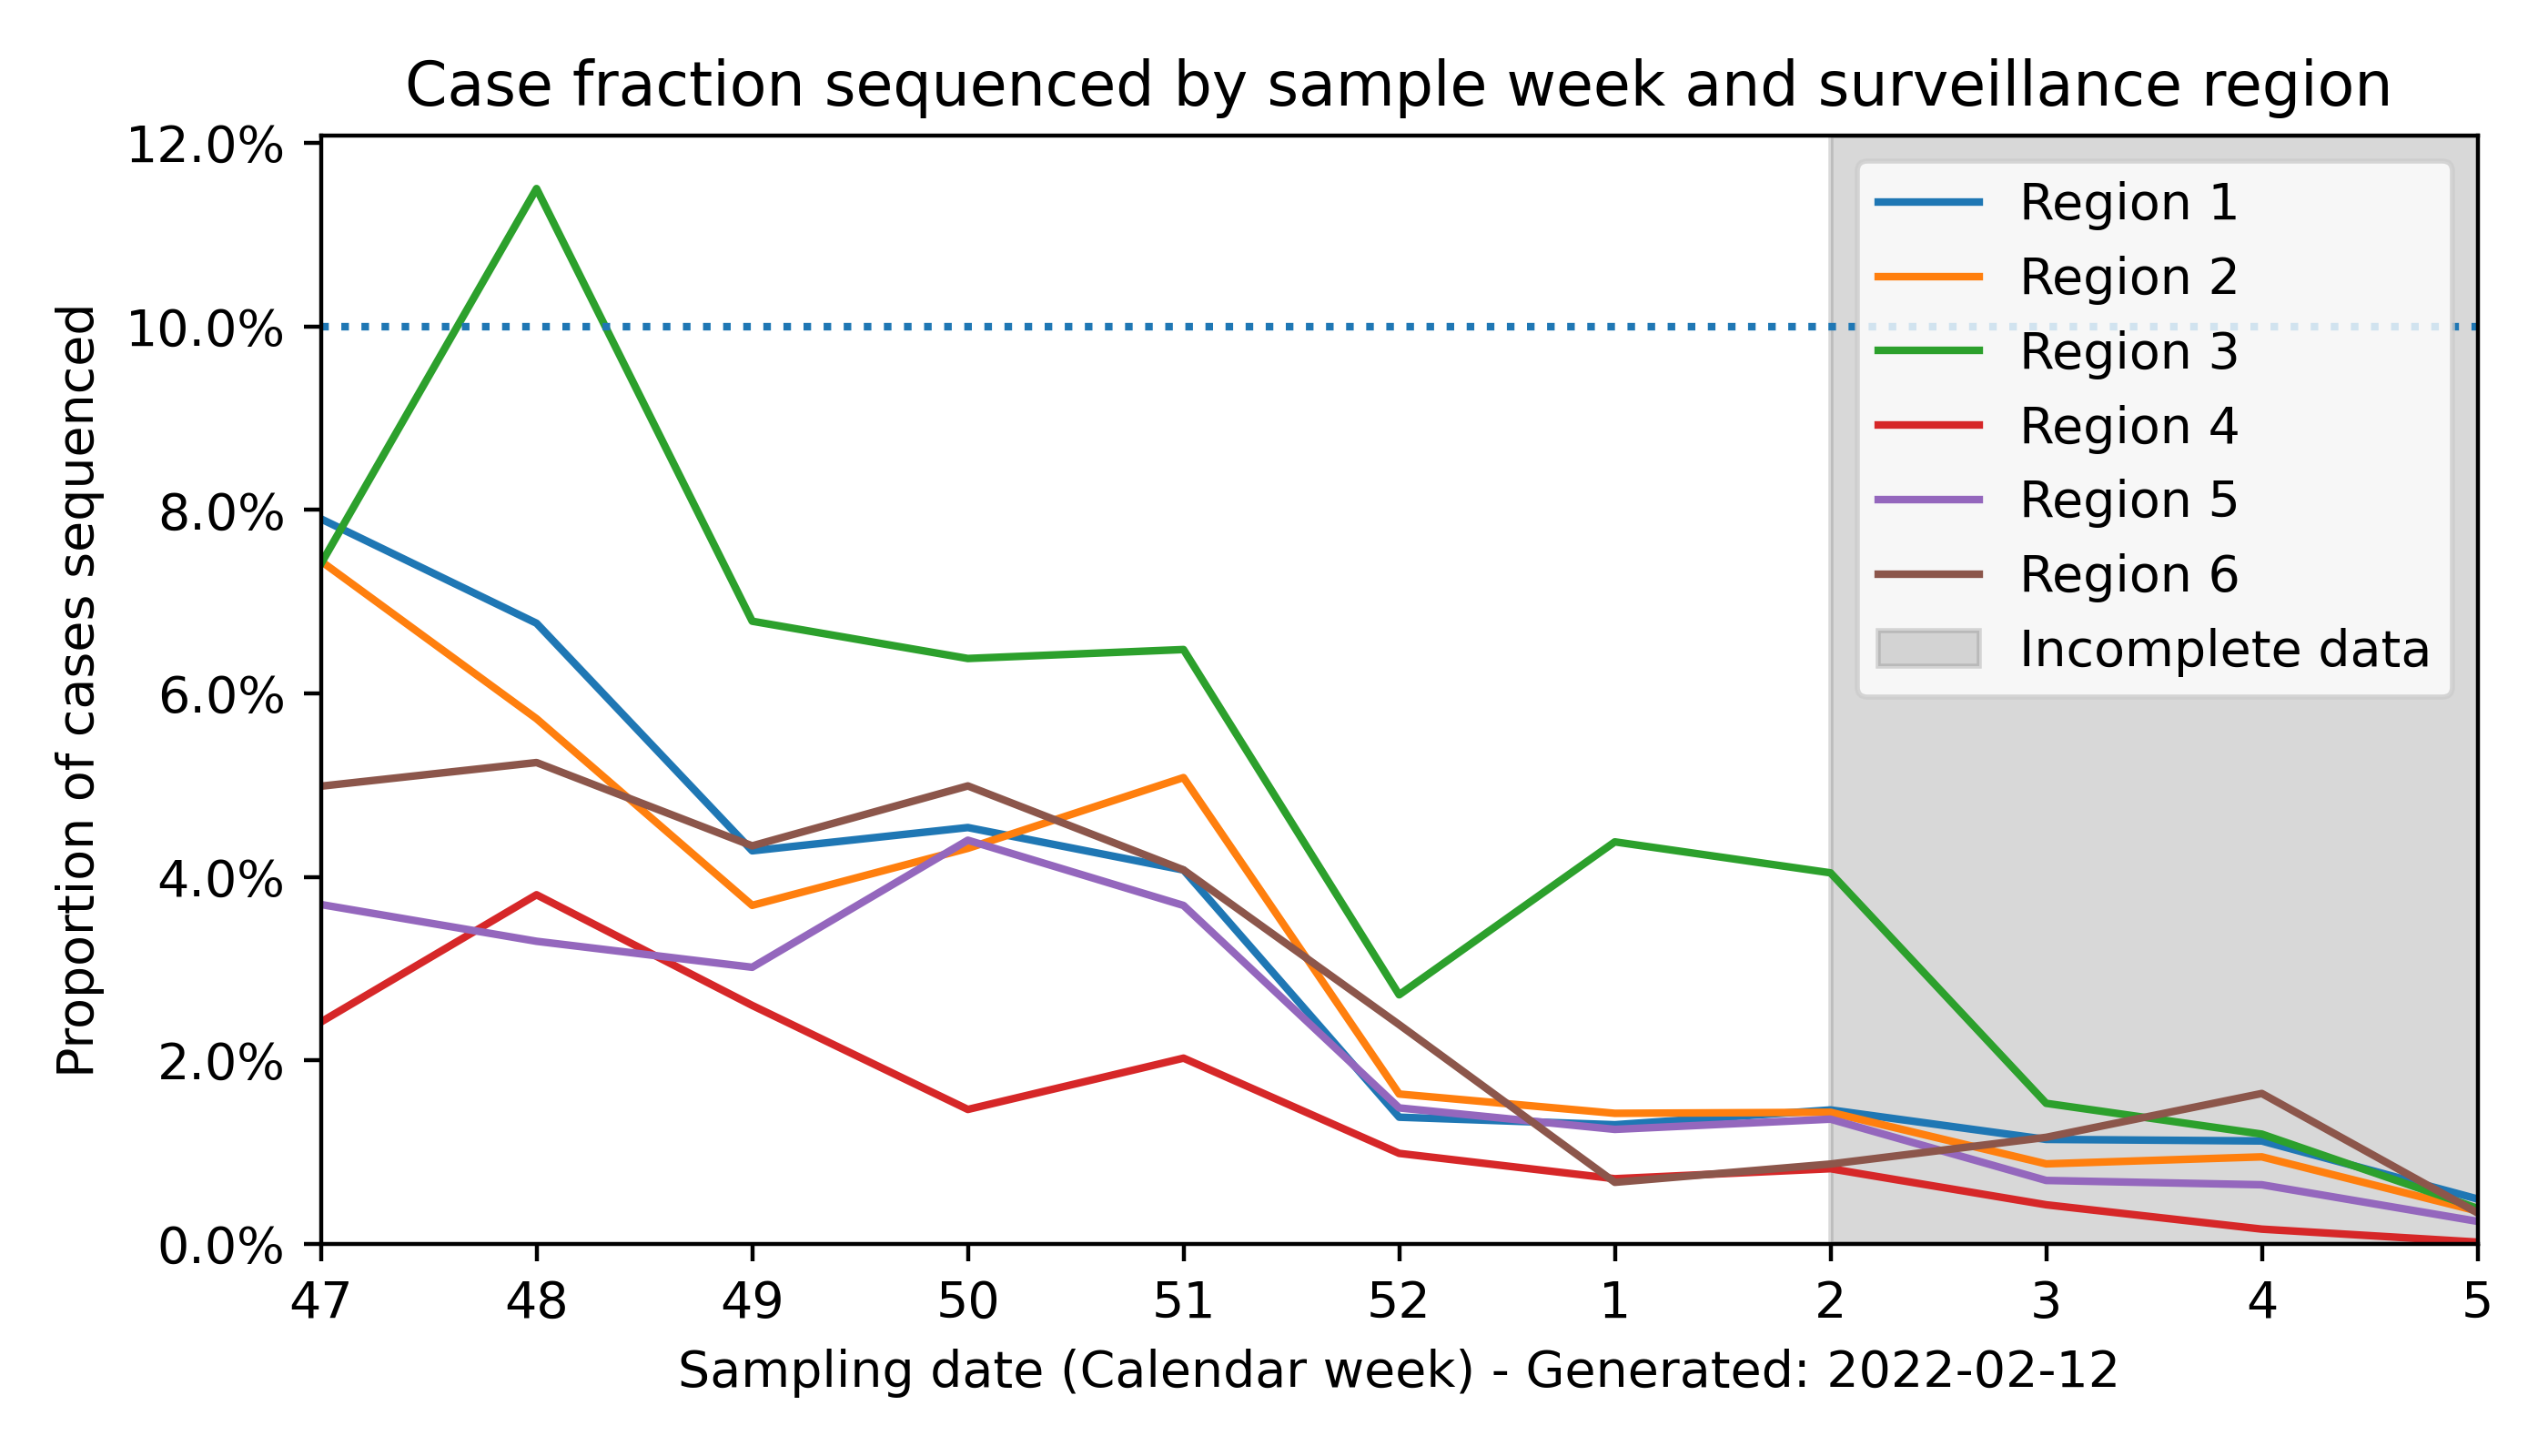 Case fraction sequenced by sample week and surveillance region
Proportion of cases sequenced
12.0%
10.0%
8.0%
6.0%
4.0%
2.0%
0.0%
Region 1
Region 2
Region 3
Region 4
Region 5
Region 6
Incomplete data
47 48 49 50 51 52 1 2 3 4 5
Sampling date (Calendar week) - Generated: 2022-02-12